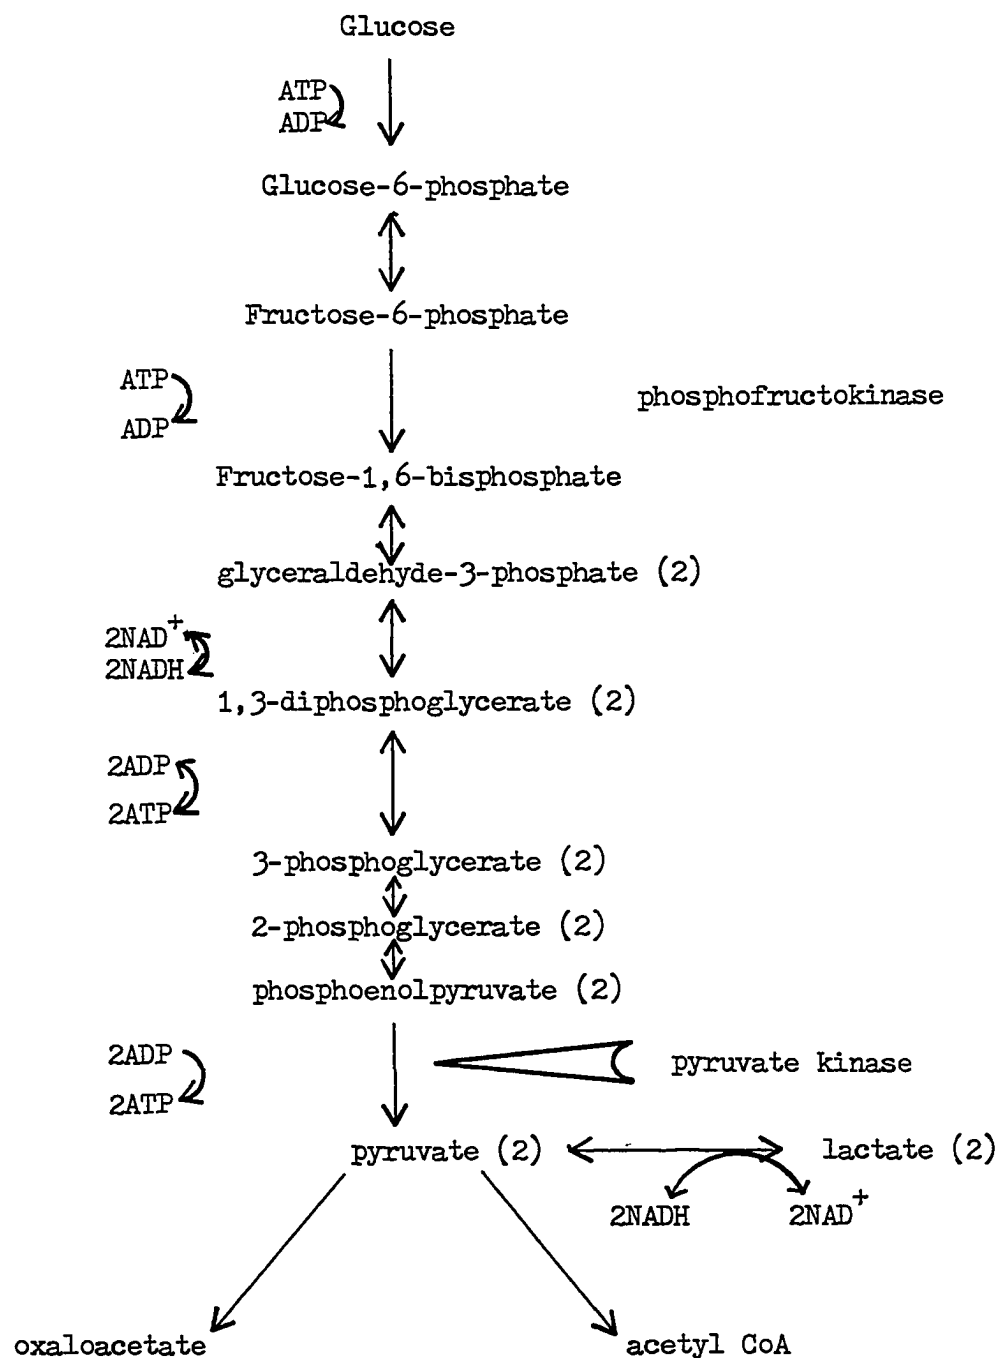 Glucose
ATP
ADP
Glucose-6-phosphate
Fructose-6-phosphate
ATP
phosphofructokinase
ADP
Fructose-1,6-bisphosphate
glyceraldehyde-3-phosphate (2)
2NAD+
2NADH
1,3-diphosphoglycerate (2)
2ADP
2ATP
3-phosphoglycerate (2)
2-phosphoglycerate (2)
phosphoenolpyruvate (2)
2ADP
pyruvate kinase
2ATP
pyruvate (2)
lactate (2)
2NADH
2NAD+
oxaloacetate
acetyl CoA